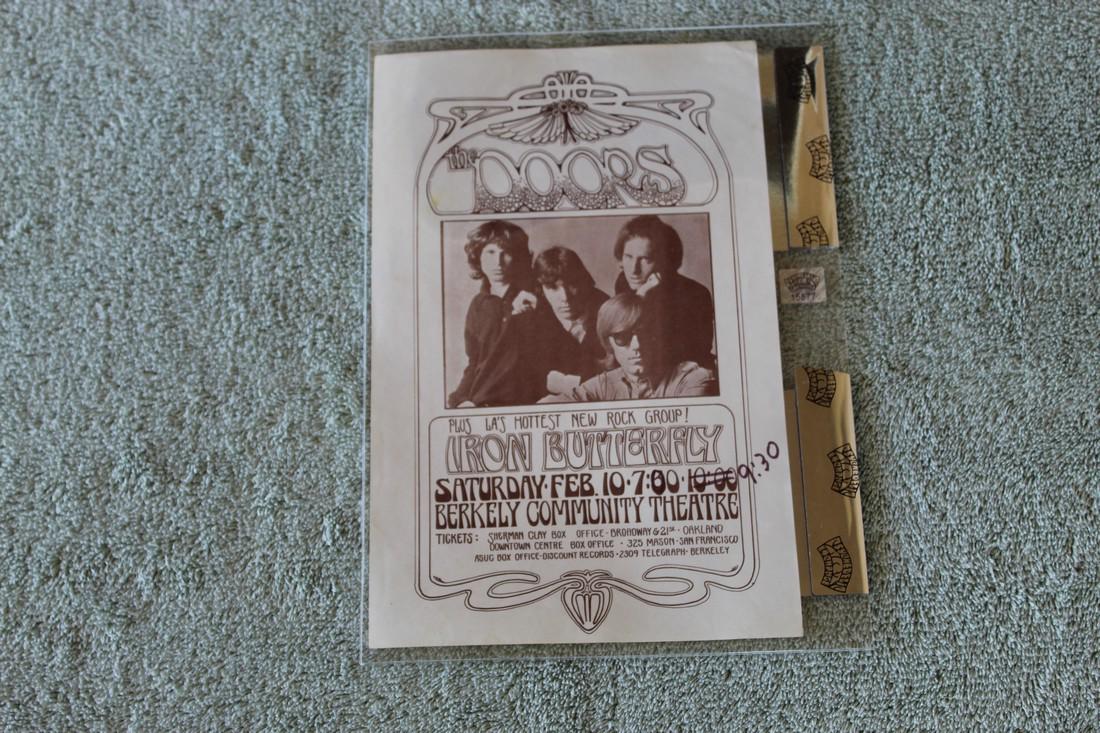 the DOORS
PLUS LA'S HOTTEST NEW ROCK GROUP!
IRON BUTTERFLY
SATURDAY·FEB. 10·7:00·10:00 9:30
BERKELY COMMUNITY THEATRE
TICKETS: SHERMAN CLAY BOX OFFICE - BROADWAY & 21ST - OAKLAND
DOWNTOWN CENTRE BOX OFFICE - 325 MASON - SAN FRANCISCO
ASUC BOX OFFICE - DISCOUNT RECORDS - 2309 TELEGRAPH - BERKELEY